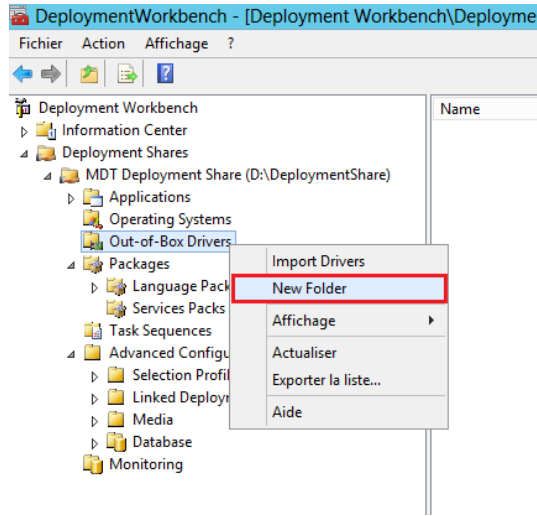 DeploymentWorkbench - [Deployment Workbench\Deployme
Fichier Action Affichage ?
Deployment Workbench
Name
Information Center
Deployment Shares
MDT Deployment Share (D:\DeploymentShare)
Applications
Operating Systems
Out-of-Box Drivers
Import Drivers
Packages
New Folder
Language Pack
Services Packs
Affichage
Task Sequences
Advanced Configu
Actualiser
Selection Profil
Exporter la liste...
Linked Deployr
Media
Aide
Database
Monitoring